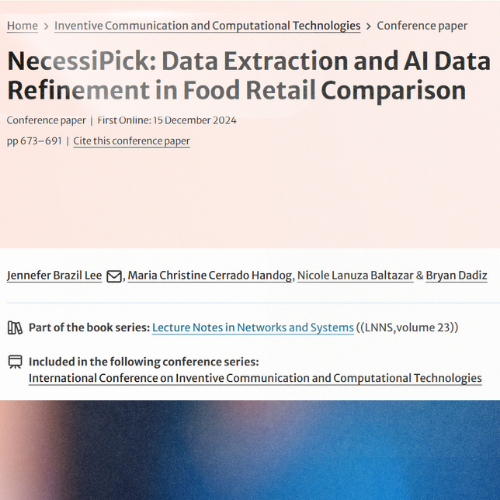 Home > Inventive Communication and Computational Technologies > Conference paper
NecessiPick: Data Extraction and AI Data
Refinement in Food Retail Comparison
Conference paper | First Online: 15 December 2024
pp 673–691 | Cite this conference paper
Jennefer Brazil Lee, Maria Christine Cerrado Handog, Nicole Lanuza Baltazar & Bryan Dadiz
Part of the book series: Lecture Notes in Networks and Systems ((LNNS,volume 23))
Included in the following conference series:
International Conference on Inventive Communication and Computational Technologies